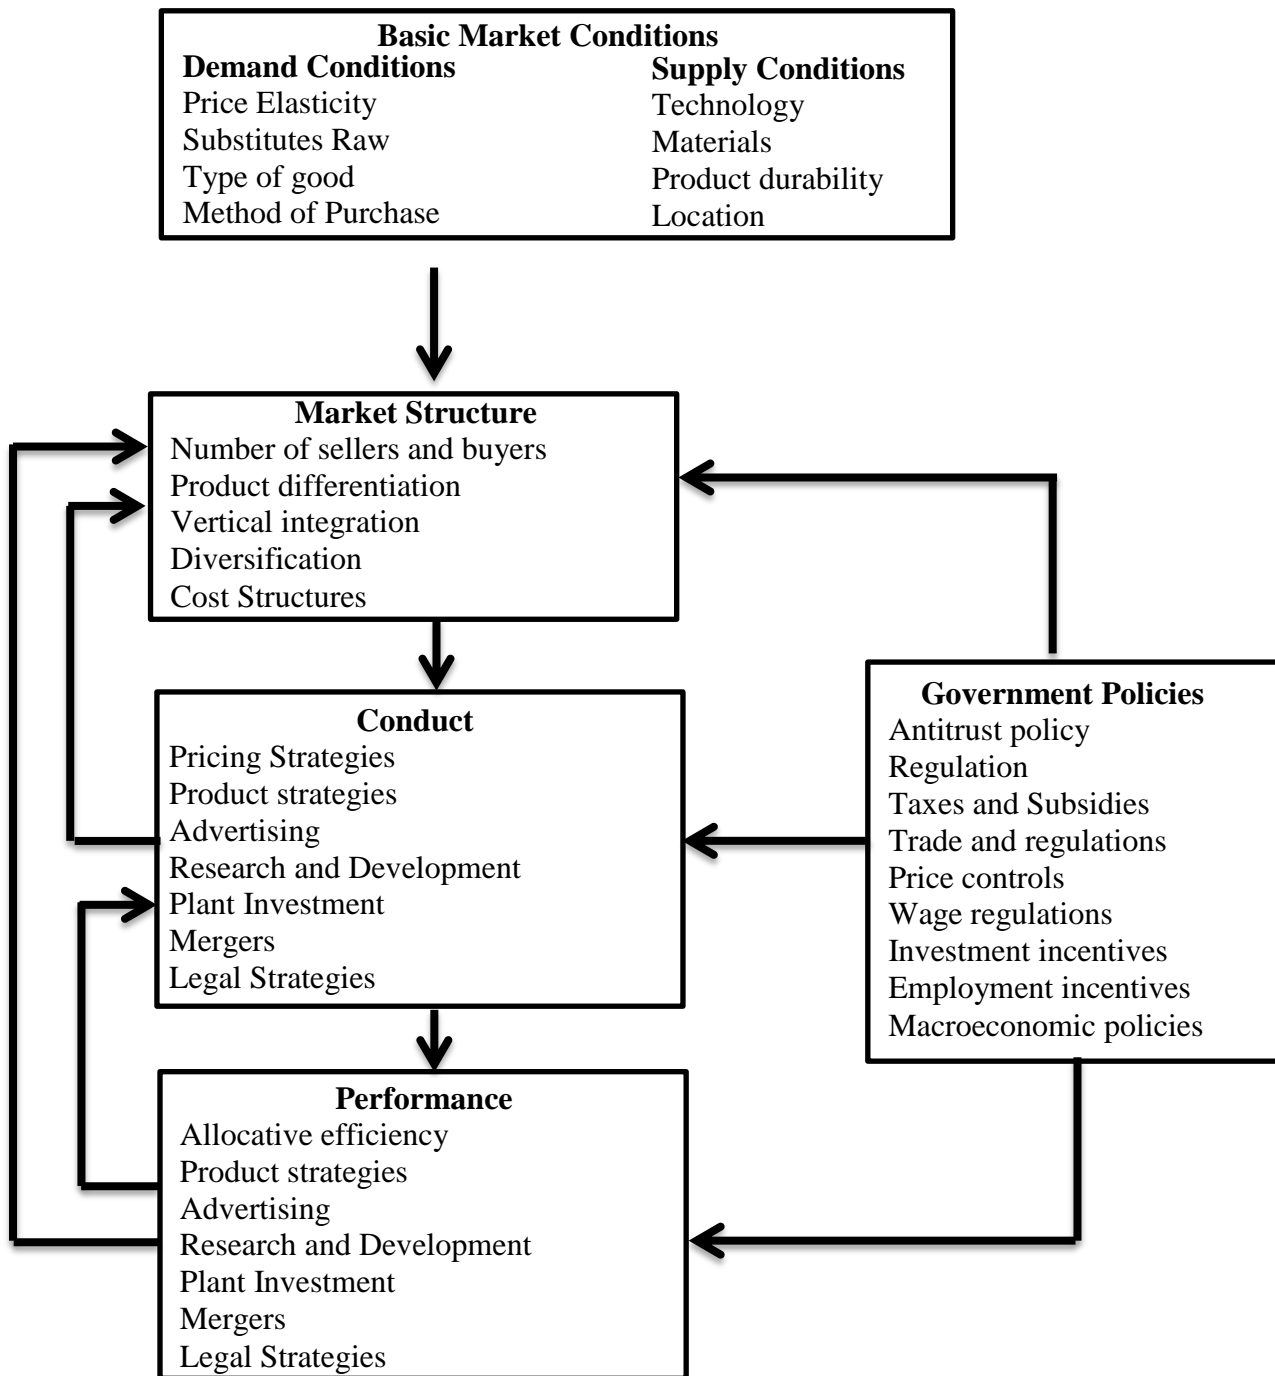 Basic Market Conditions
Demand Conditions
Price Elasticity
Substitutes Raw
Type of good
Method of Purchase
Supply Conditions
Technology
Materials
Product durability
Location
Market Structure
Number of sellers and buyers
Product differentiation
Vertical integration
Diversification
Cost Structures
Conduct
Pricing Strategies
Product strategies
Advertising
Research and Development
Plant Investment
Mergers
Legal Strategies
Government Policies
Antitrust policy
Regulation
Taxes and Subsidies
Trade and regulations
Price controls
Wage regulations
Investment incentives
Employment incentives
Macroeconomic policies
Performance
Allocative efficiency
Product strategies
Advertising
Research and Development
Plant Investment
Mergers
Legal Strategies